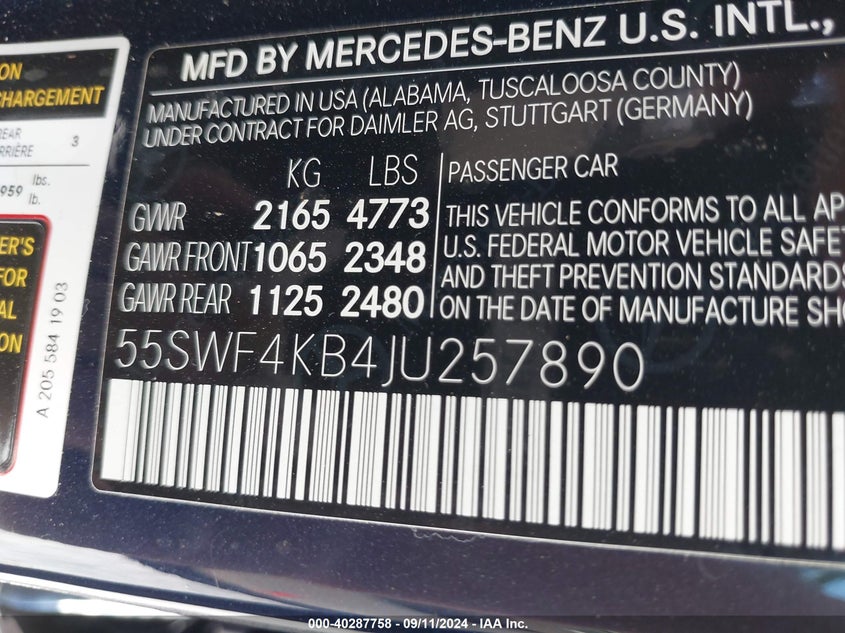 MFD BY MERCEDES-BENZ U.S. INTL.,
MANUFACTURED IN USA (ALABAMA, TUSCALOOSA COUNTY)
UNDER CONTRACT FOR DAIMLER AG, STUTTGART (GERMANY)
KG LBS
GVWR 2165 4773
GAWR FRONT 1065 2348
GAWR REAR 1125 2480
PASSENGER CAR
THIS VEHICLE CONFORMS TO ALL AP
U.S. FEDERAL MOTOR VEHICLE SAFET
AND THEFT PREVENTION STANDARDS
ON THE DATE OF MANUFACTURE SHO
55SWF4KB4JU257890
ON
CHARGEMENT
REAR
RRIÈRE 3
959 lbs.
lb.
ER'S
FOR
AL
ON
A 205 584 19 03
000-40287758 - 09/11/2024 - IAA Inc.